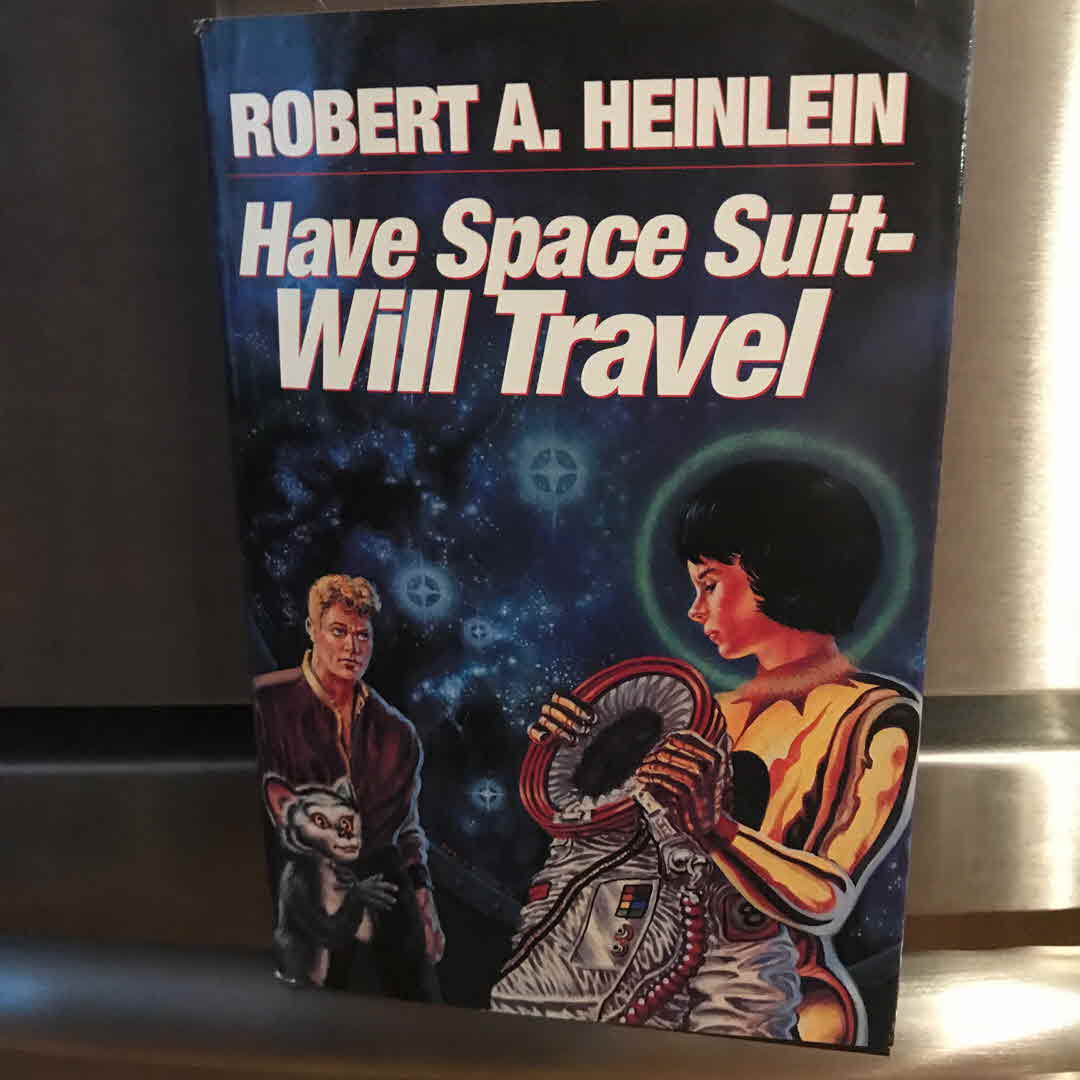 ROBERT A. HEINLEIN
Have Space Suit-
Will Travel